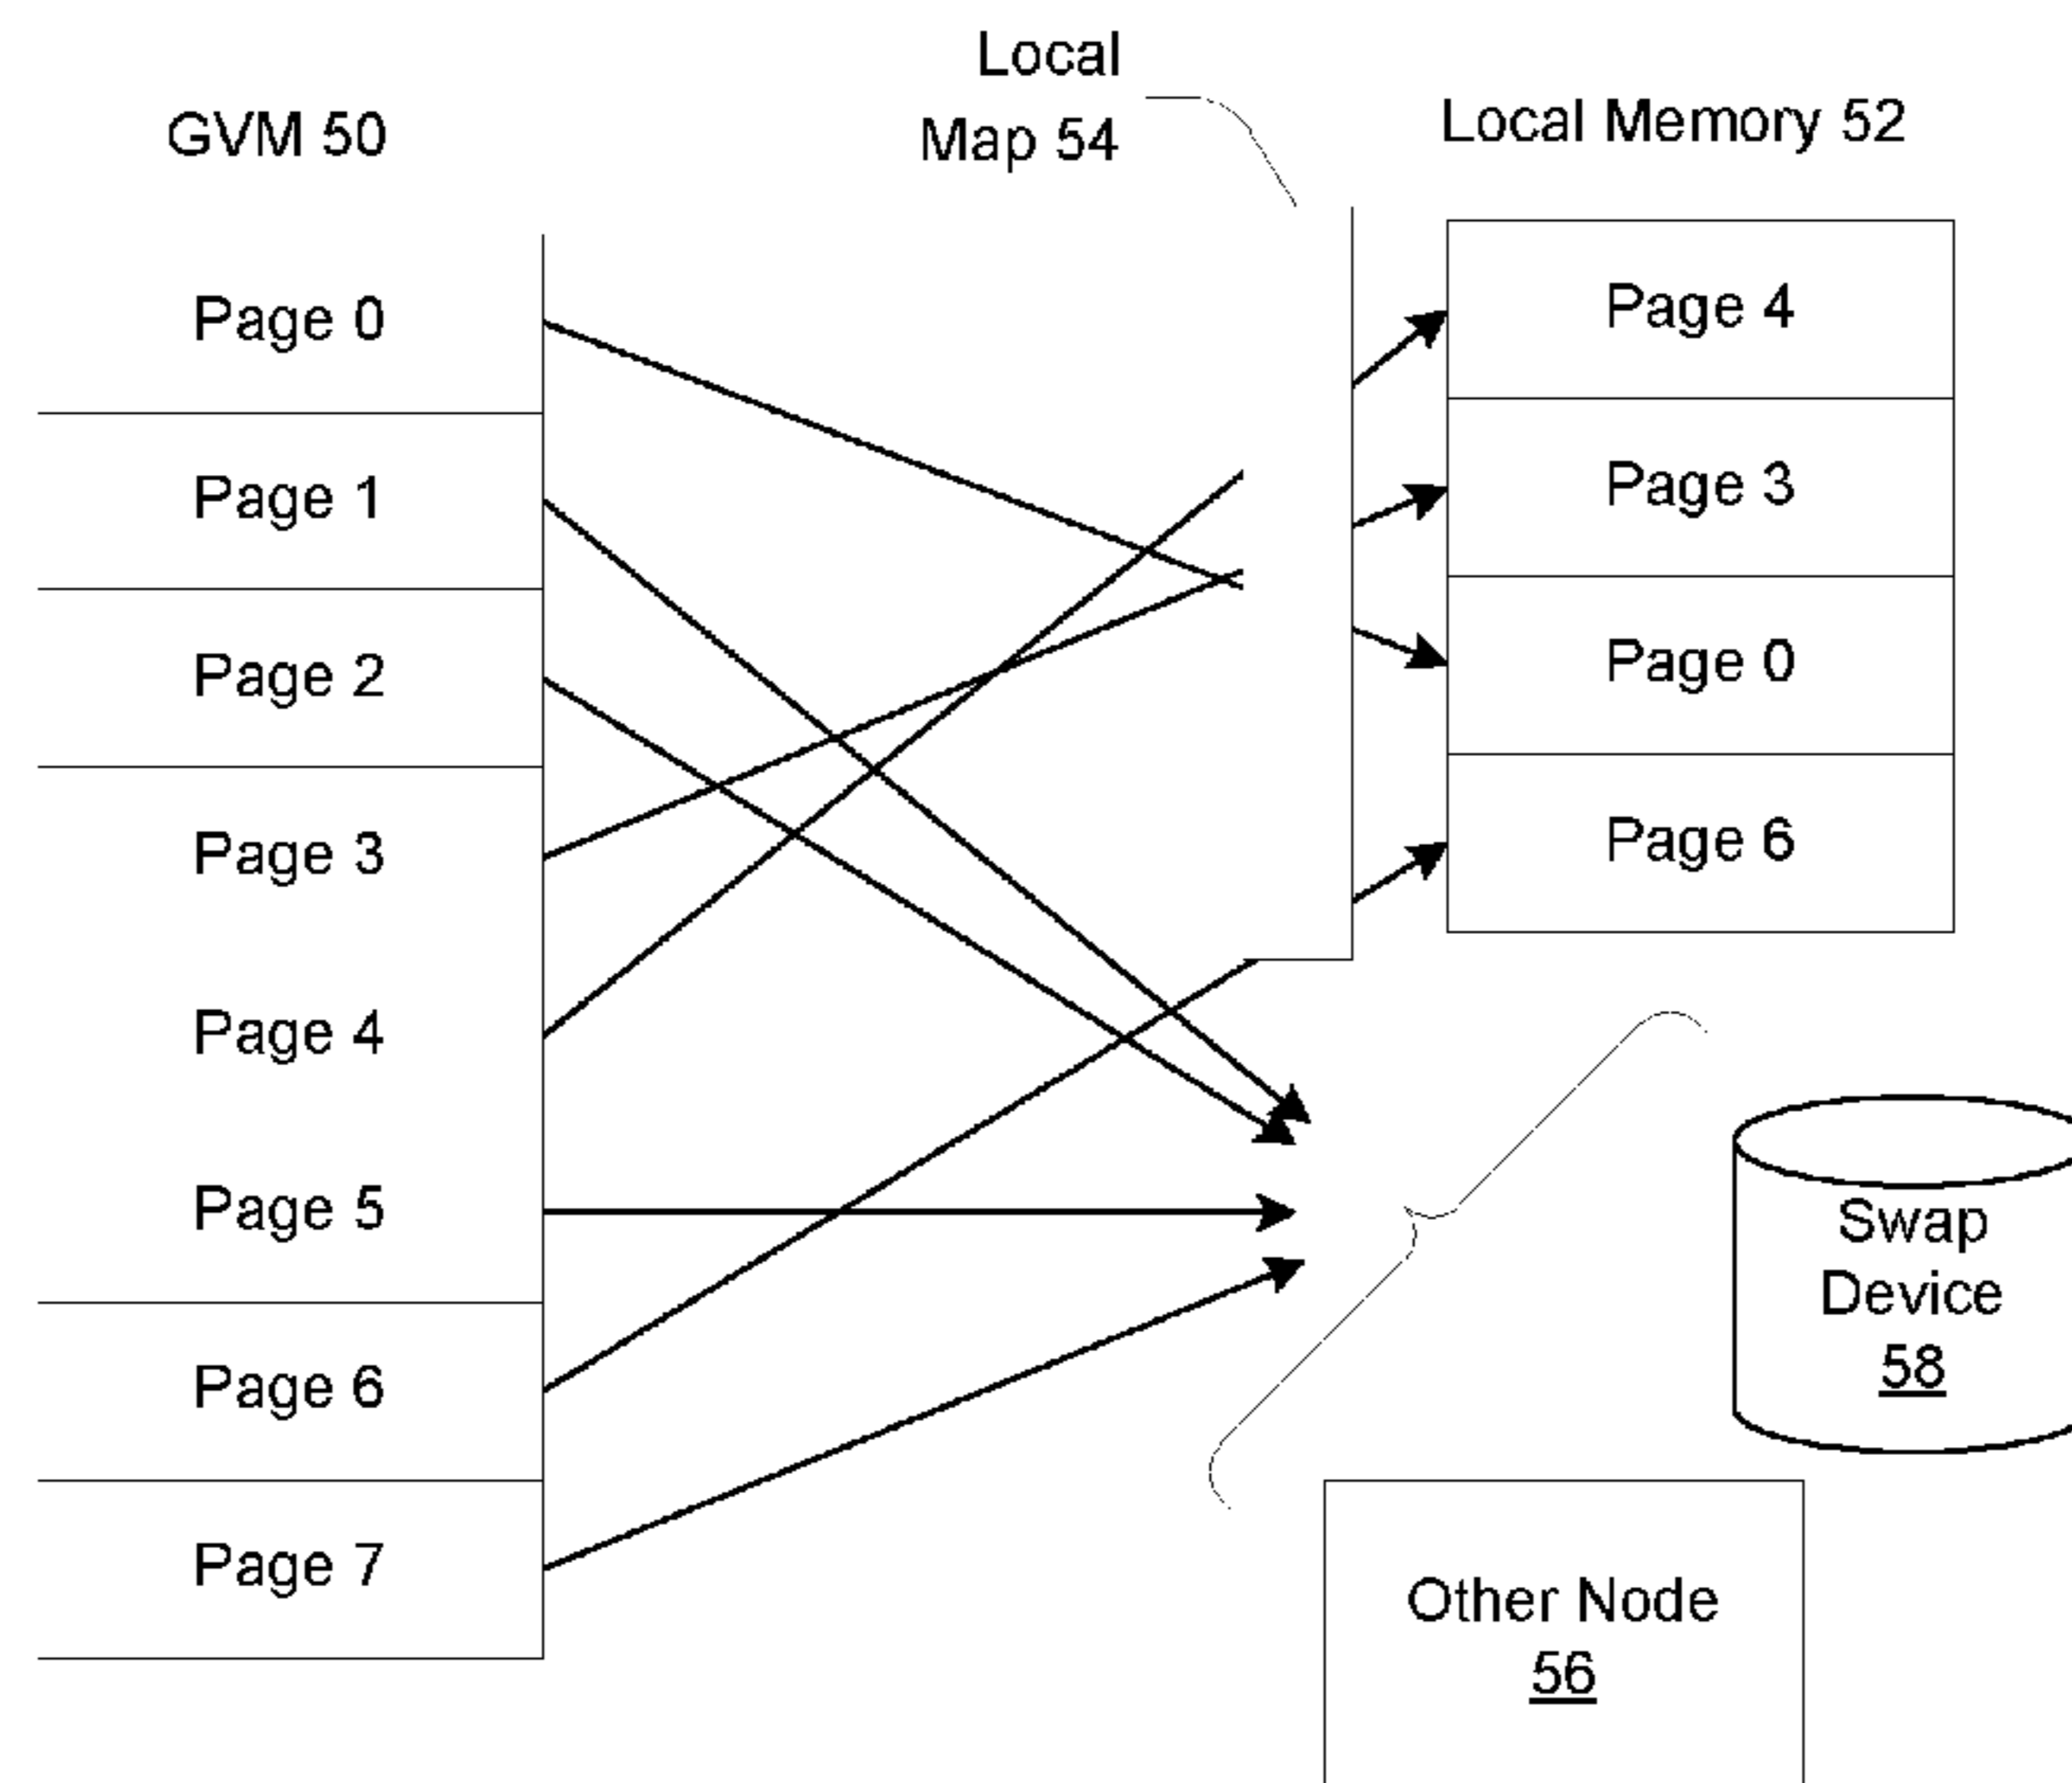 Local
Map 54
GVM 50
Local Memory 52
Page 0
Page 1
Page 2
Page 3
Page 4
Page 5
Page 6
Page 7
Page 4
Page 3
Page 0
Page 6
Swap
Device
58
Other Node
56